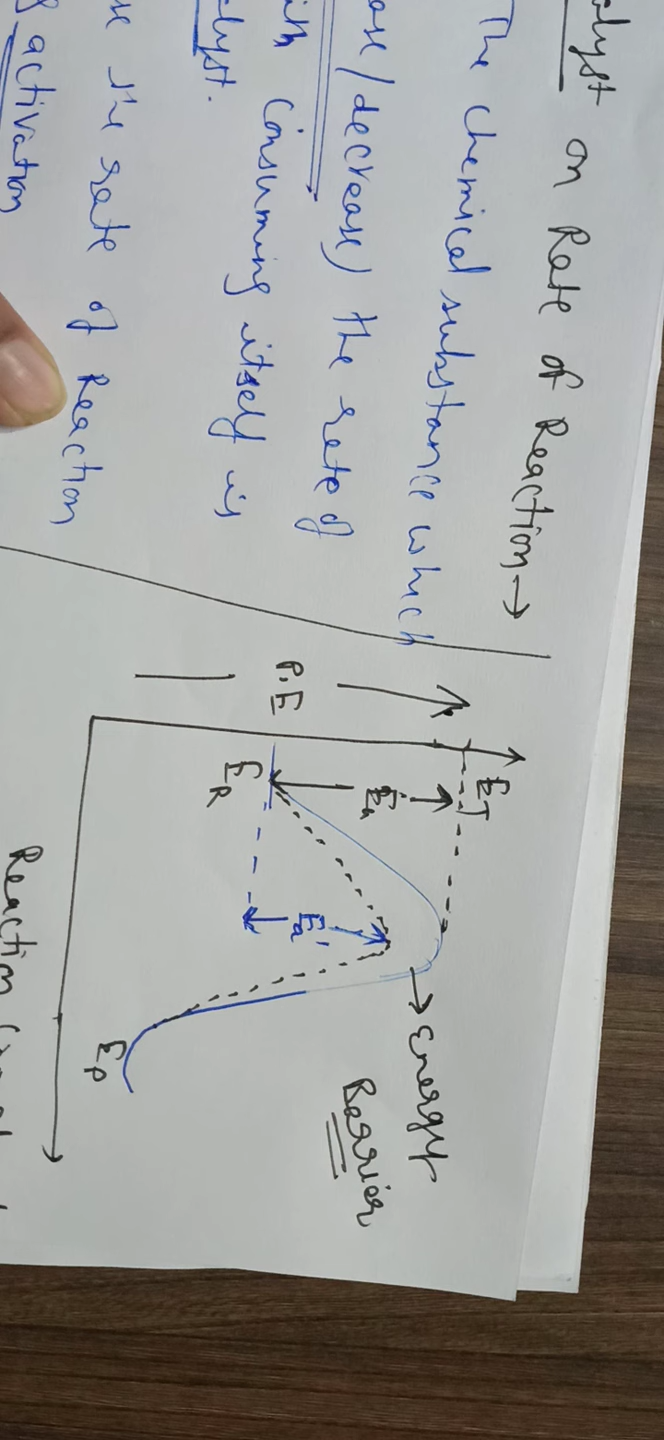 on Rate of Reaction→
The Chemical substance which
/decrease) the rate of
Consuming itself is
the rate of Reaction
activation
E_T
P.E
E_a
E_R
E_a'
→ Energy
Barrier
E_P
Reaction